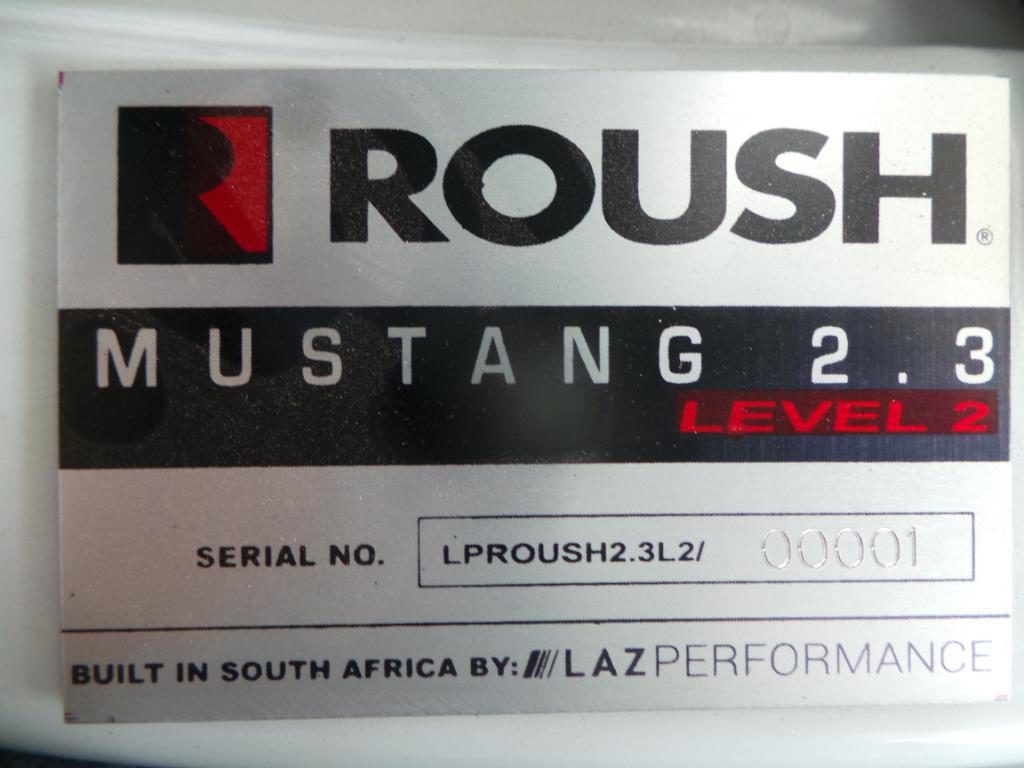 R ROUSH®
MUSTANG 2.3
LEVEL 2
SERIAL NO. LPROUSH2.3L2/ 00001
BUILT IN SOUTH AFRICA BY: LAZPERFORMANCE